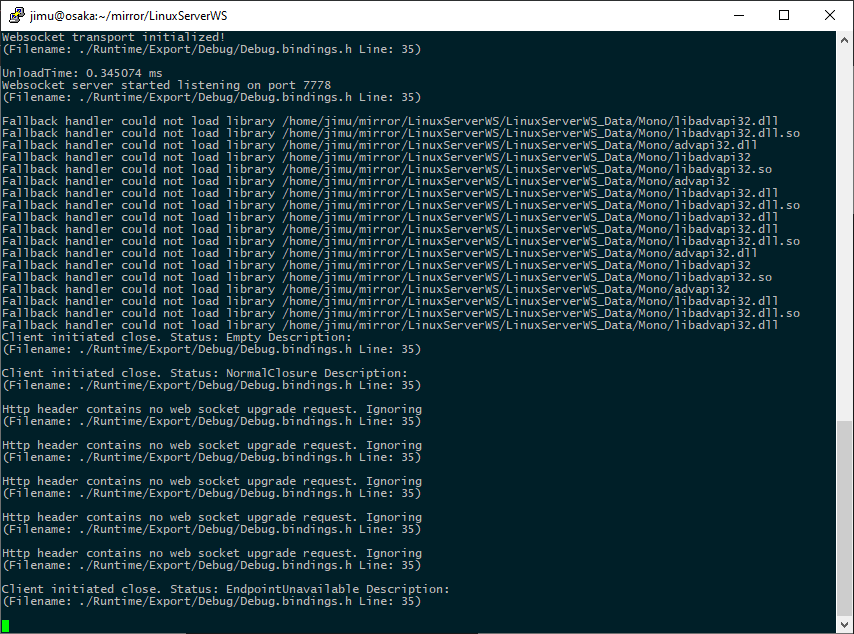 jimu@osaka:~/mirror/LinuxServerWS
Websocket transport initialized!
(Filename: ./Runtime/Export/Debug/Debug.bindings.h Line: 35)
UnloadTime: 0.345074 ms
Websocket server started listening on port 7778
(Filename: ./Runtime/Export/Debug/Debug.bindings.h Line: 35)
Fallback handler could not load library /home/jimu/mirror/LinuxServerWS/LinuxServerWS_Data/Mono/libadvapi32.dll
Fallback handler could not load library /home/jimu/mirror/LinuxServerWS/LinuxServerWS_Data/Mono/libadvapi32.dll.so
Fallback handler could not load library /home/jimu/mirror/LinuxServerWS/LinuxServerWS_Data/Mono/advapi32.dll
Fallback handler could not load library /home/jimu/mirror/LinuxServerWS/LinuxServerWS_Data/Mono/libadvapi32
Fallback handler could not load library /home/jimu/mirror/LinuxServerWS/LinuxServerWS_Data/Mono/libadvapi32.so
Fallback handler could not load library /home/jimu/mirror/LinuxServerWS/LinuxServerWS_Data/Mono/advapi32
Fallback handler could not load library /home/jimu/mirror/LinuxServerWS/LinuxServerWS_Data/Mono/libadvapi32.dll
Fallback handler could not load library /home/jimu/mirror/LinuxServerWS/LinuxServerWS_Data/Mono/libadvapi32.dll.so
Fallback handler could not load library /home/jimu/mirror/LinuxServerWS/LinuxServerWS_Data/Mono/libadvapi32.dll
Fallback handler could not load library /home/jimu/mirror/LinuxServerWS/LinuxServerWS_Data/Mono/libadvapi32.dll
Fallback handler could not load library /home/jimu/mirror/LinuxServerWS/LinuxServerWS_Data/Mono/libadvapi32.dll.so
Fallback handler could not load library /home/jimu/mirror/LinuxServerWS/LinuxServerWS_Data/Mono/advapi32.dll
Fallback handler could not load library /home/jimu/mirror/LinuxServerWS/LinuxServerWS_Data/Mono/libadvapi32
Fallback handler could not load library /home/jimu/mirror/LinuxServerWS/LinuxServerWS_Data/Mono/libadvapi32.so
Fallback handler could not load library /home/jimu/mirror/LinuxServerWS/LinuxServerWS_Data/Mono/advapi32
Fallback handler could not load library /home/jimu/mirror/LinuxServerWS/LinuxServerWS_Data/Mono/libadvapi32.dll
Fallback handler could not load library /home/jimu/mirror/LinuxServerWS/LinuxServerWS_Data/Mono/libadvapi32.dll.so
Fallback handler could not load library /home/jimu/mirror/LinuxServerWS/LinuxServerWS_Data/Mono/libadvapi32.dll
Client initiated close. Status: Empty Description:
(Filename: ./Runtime/Export/Debug/Debug.bindings.h Line: 35)
Client initiated close. Status: NormalClosure Description:
(Filename: ./Runtime/Export/Debug/Debug.bindings.h Line: 35)
Http header contains no web socket upgrade request. Ignoring
(Filename: ./Runtime/Export/Debug/Debug.bindings.h Line: 35)
Http header contains no web socket upgrade request. Ignoring
(Filename: ./Runtime/Export/Debug/Debug.bindings.h Line: 35)
Http header contains no web socket upgrade request. Ignoring
(Filename: ./Runtime/Export/Debug/Debug.bindings.h Line: 35)
Http header contains no web socket upgrade request. Ignoring
(Filename: ./Runtime/Export/Debug/Debug.bindings.h Line: 35)
Http header contains no web socket upgrade request. Ignoring
(Filename: ./Runtime/Export/Debug/Debug.bindings.h Line: 35)
Client initiated close. Status: EndpointUnavailable Description:
(Filename: ./Runtime/Export/Debug/Debug.bindings.h Line: 35)